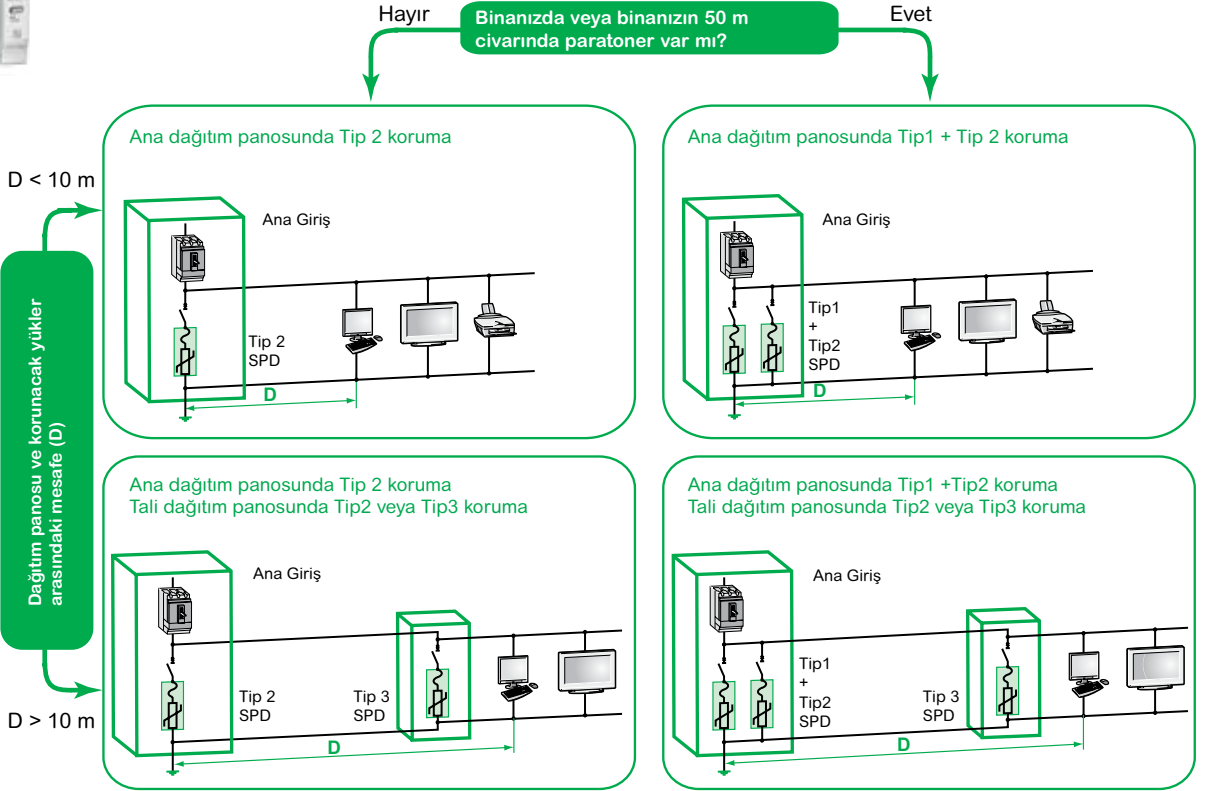 Hayır
Binanızda veya binanızın 50 m
civarında paratoner var mı?
Evet
Dağıtım panosu ve korunacak yükler
arasındaki mesafe (D)
D < 10 m
Ana dağıtım panosunda Tip 2 koruma
Ana Giriş
Tip 2
SPD
D
Ana dağıtım panosunda Tip1 + Tip 2 koruma
Ana Giriş
Tip1
+
Tip2
SPD
D
D > 10 m
Ana dağıtım panosunda Tip 2 koruma
Tali dağıtım panosunda Tip2 veya Tip3 koruma
Ana Giriş
Tip 2
SPD
Tip 3
SPD
D
Ana dağıtım panosunda Tip1 +Tip2 koruma
Tali dağıtım panosunda Tip2 veya Tip3 koruma
Ana Giriş
Tip1
+
Tip2
SPD
Tip 3
SPD
D